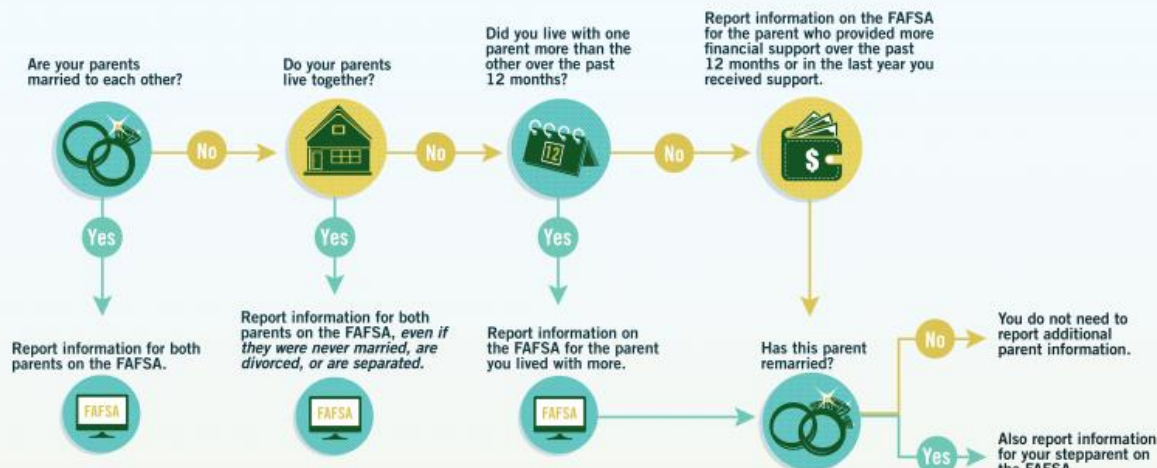 Are your parents
married to each other?
No
Yes
Report information for both
parents on the FAFSA.
FAFSA
Do your parents
live together?
No
Yes
Report information for both
parents on the FAFSA, even if
they were never married, are
divorced, or are separated.
FAFSA
Did you live with one
parent more than the
other over the past
12 months?
12
No
Yes
Report information on
the FAFSA for the parent
you lived with more.
FAFSA
Report information on the FAFSA
for the parent who provided more
financial support over the past
12 months or in the last year you
received support.
$
Has this parent
remarried?
No
You do not need to
report additional
parent information.
Yes
Also report information
for your stepparent on
the FAFSA.